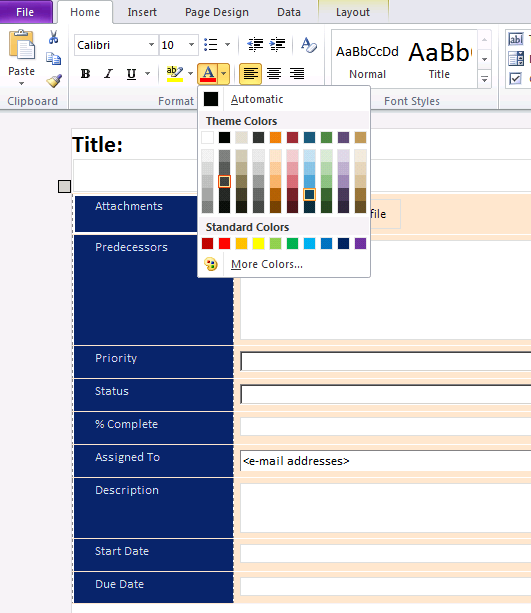 File Home Insert Page Design Data Layout
Calibri 10
Paste
B I U ab A
AaBbCcDd AaBbCc
Normal Title
Clipboard Format Font Styles
Automatic
Theme Colors
Title:
Attachments file
Standard Colors
Predecessors
More Colors...
Priority
Status
% Complete
Assigned To <e-mail addresses>
Description
Start Date
Due Date